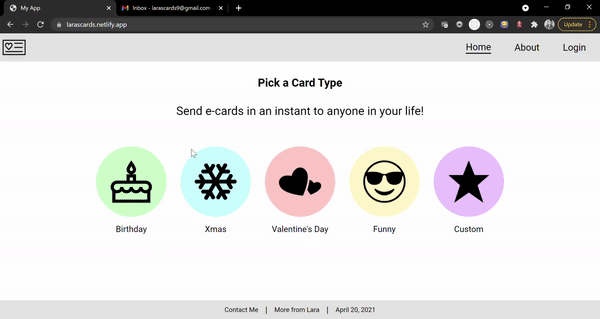 My App
Inbox - larascards9@gmail.com
larascards.netlify.app
Update
Home
About
Login
Pick a Card Type
Send e-cards in an instant to anyone in your life!
Birthday
Xmas
Valentine's Day
Funny
Custom
Contact Me | More from Lara | April 20, 2021